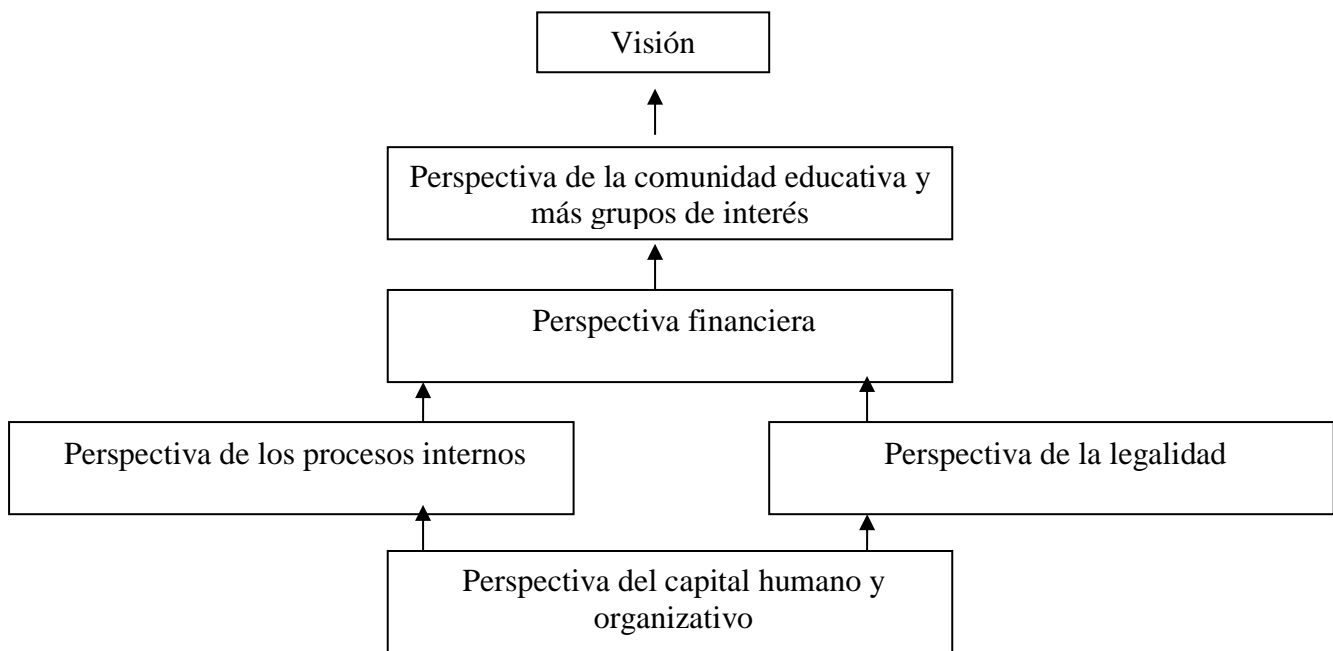 Visión
Perspectiva de la comunidad educativa y
más grupos de interés
Perspectiva financiera
Perspectiva de los procesos internos
Perspectiva de la legalidad
Perspectiva del capital humano y
organizativo